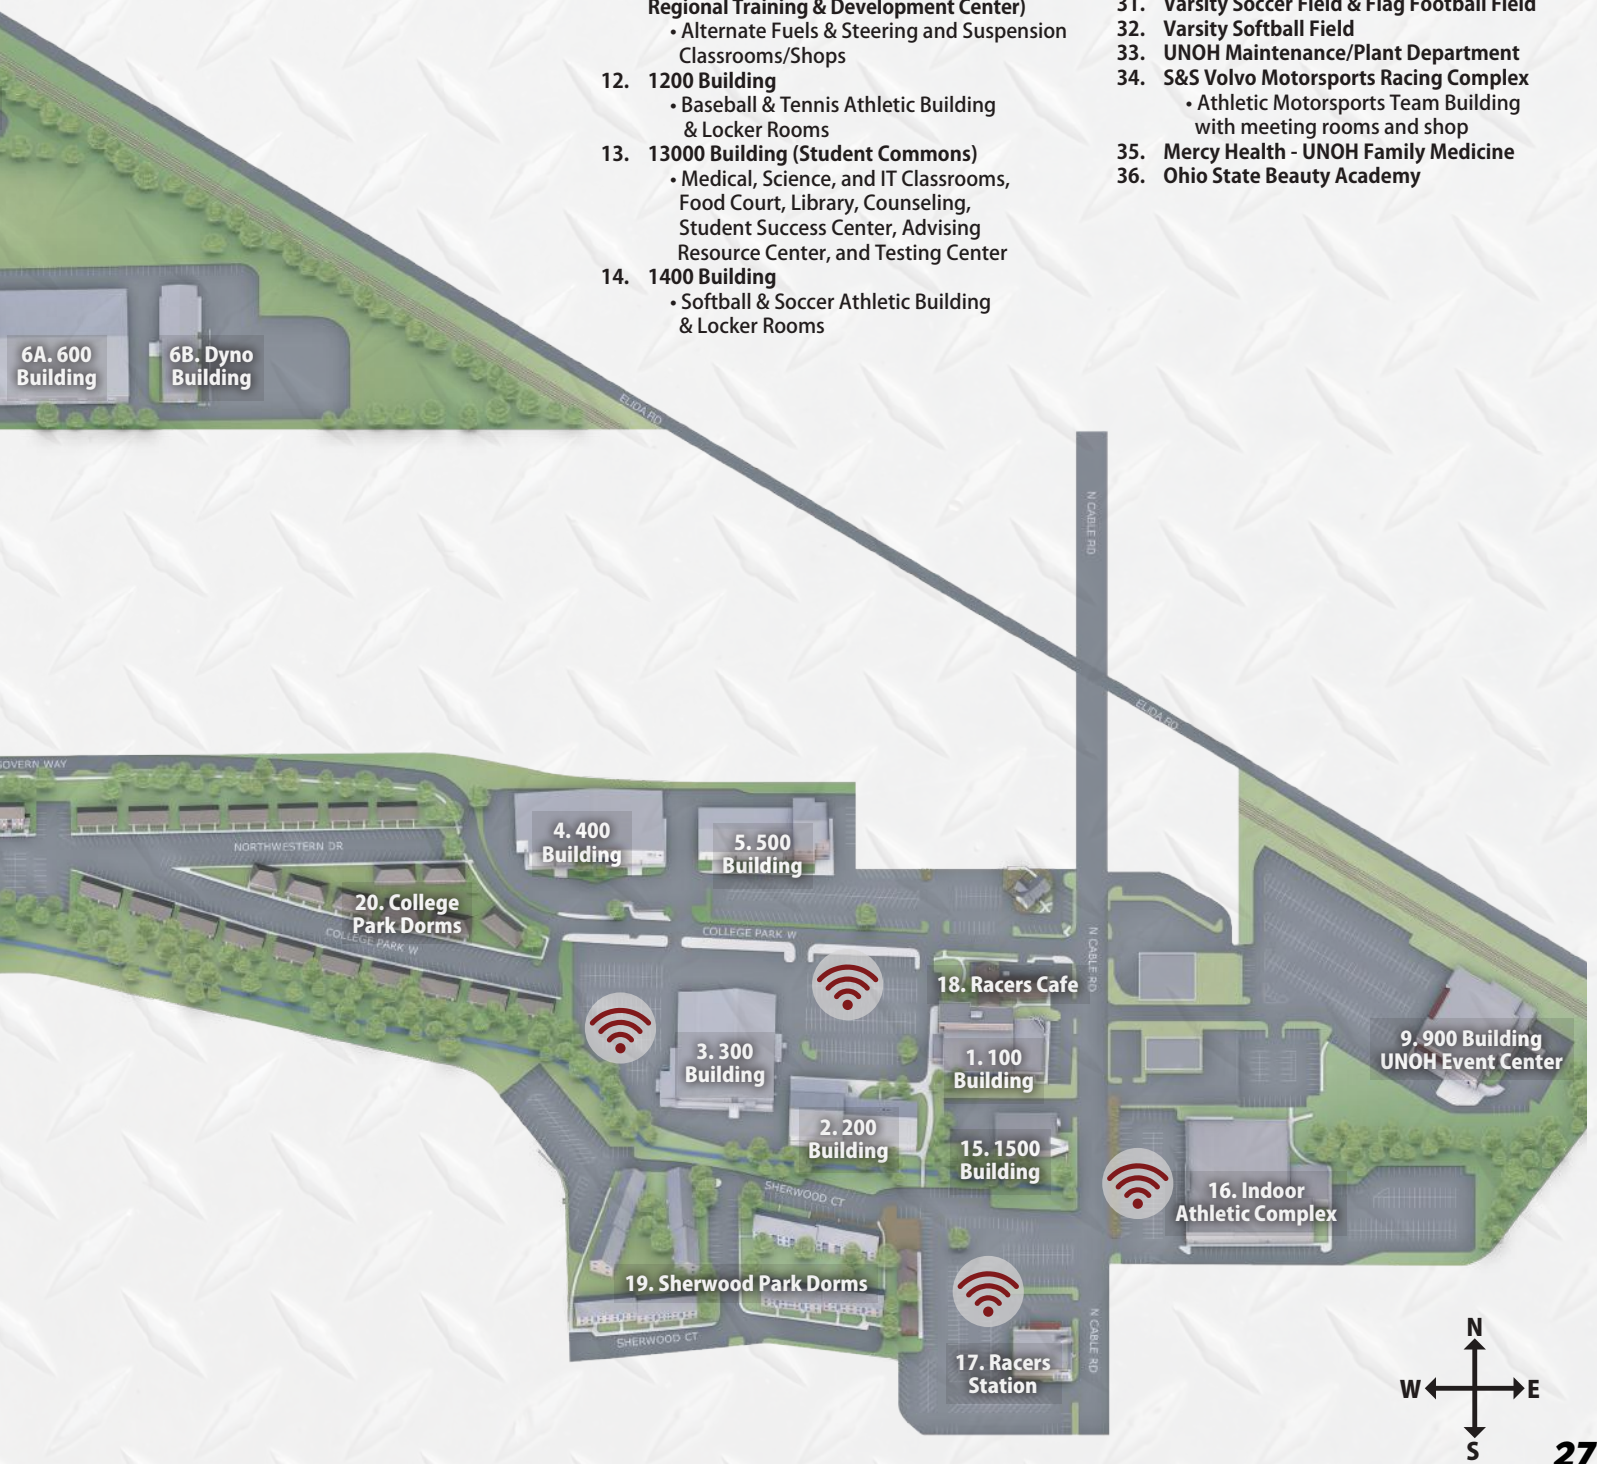 Regional Training & Development Center)
• Alternate Fuels & Steering and Suspension
Classrooms/Shops
12. 1200 Building
• Baseball & Tennis Athletic Building
& Locker Rooms
13. 13000 Building (Student Commons)
• Medical, Science, and IT Classrooms,
Food Court, Library, Counseling,
Student Success Center, Advising
Resource Center, and Testing Center
14. 1400 Building
• Softball & Soccer Athletic Building
& Locker Rooms
31. Varsity Soccer Field & Flag Football Field
32. Varsity Softball Field
33. UNOH Maintenance/Plant Department
34. S&S Volvo Motorsports Racing Complex
• Athletic Motorsports Team Building
with meeting rooms and shop
35. Mercy Health - UNOH Family Medicine
36. Ohio State Beauty Academy
6A. 600
Building
6B. Dyno
Building
ELIDA RD
N CABLE RD
ELIDA RD
OVERN WAY
NORTHWESTERN DR
4. 400
Building
5. 500
Building
20. College
Park Dorms
COLLEGE PARK W
COLLEGE PARK W
N CABLE RD
18. Racers Cafe
3. 300
Building
1. 100
Building
9. 900 Building
UNOH Event Center
2. 200
Building
15. 1500
Building
SHERWOOD CT
16. Indoor
Athletic Complex
19. Sherwood Park Dorms
SHERWOOD CT
N CABLE RD
17. Racers
Station
N
W E
S
27